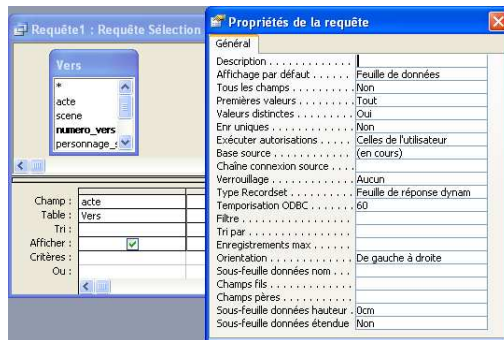 Requête1 : Requête Sélection
Vers
*
acte
scene
numero_vers
Champ : acte
Table : Vers
Tri :
Afficher :
Critères :
Ou :
Propriétés de la requête
Général
Description . . . . . . . . . . . . .
Affichage par défaut . . . . . . Feuille de données
Tous les champs . . . . . . . . . Non
Premières valeurs . . . . . . . . Tout
Valeurs distinctes . . . . . . . . Oui
Enr uniques . . . . . . . . . . . . Non
Exécuter autorisations . . . . . Celles de l'utilisateur
Base source . . . . . . . . . . . . (en cours)
Chaîne connexion source . . . .
Verrouillage . . . . . . . . . . . . Aucun
Type Recordset . . . . . . . . . . Feuille de réponse dynam
Temporisation ODBC . . . . . . . 60
Filtre . . . . . . . . . . . . . . . . .
Tri par . . . . . . . . . . . . . . . .
Enregistrements max . . . . . .
Orientation . . . . . . . . . . . . . De gauche à droite
Sous-feuille données nom . . .
Champs fils . . . . . . . . . . . . .
Champs pères . . . . . . . . . . .
Sous-feuille données hauteur . 0cm
Sous-feuille données étendue Non